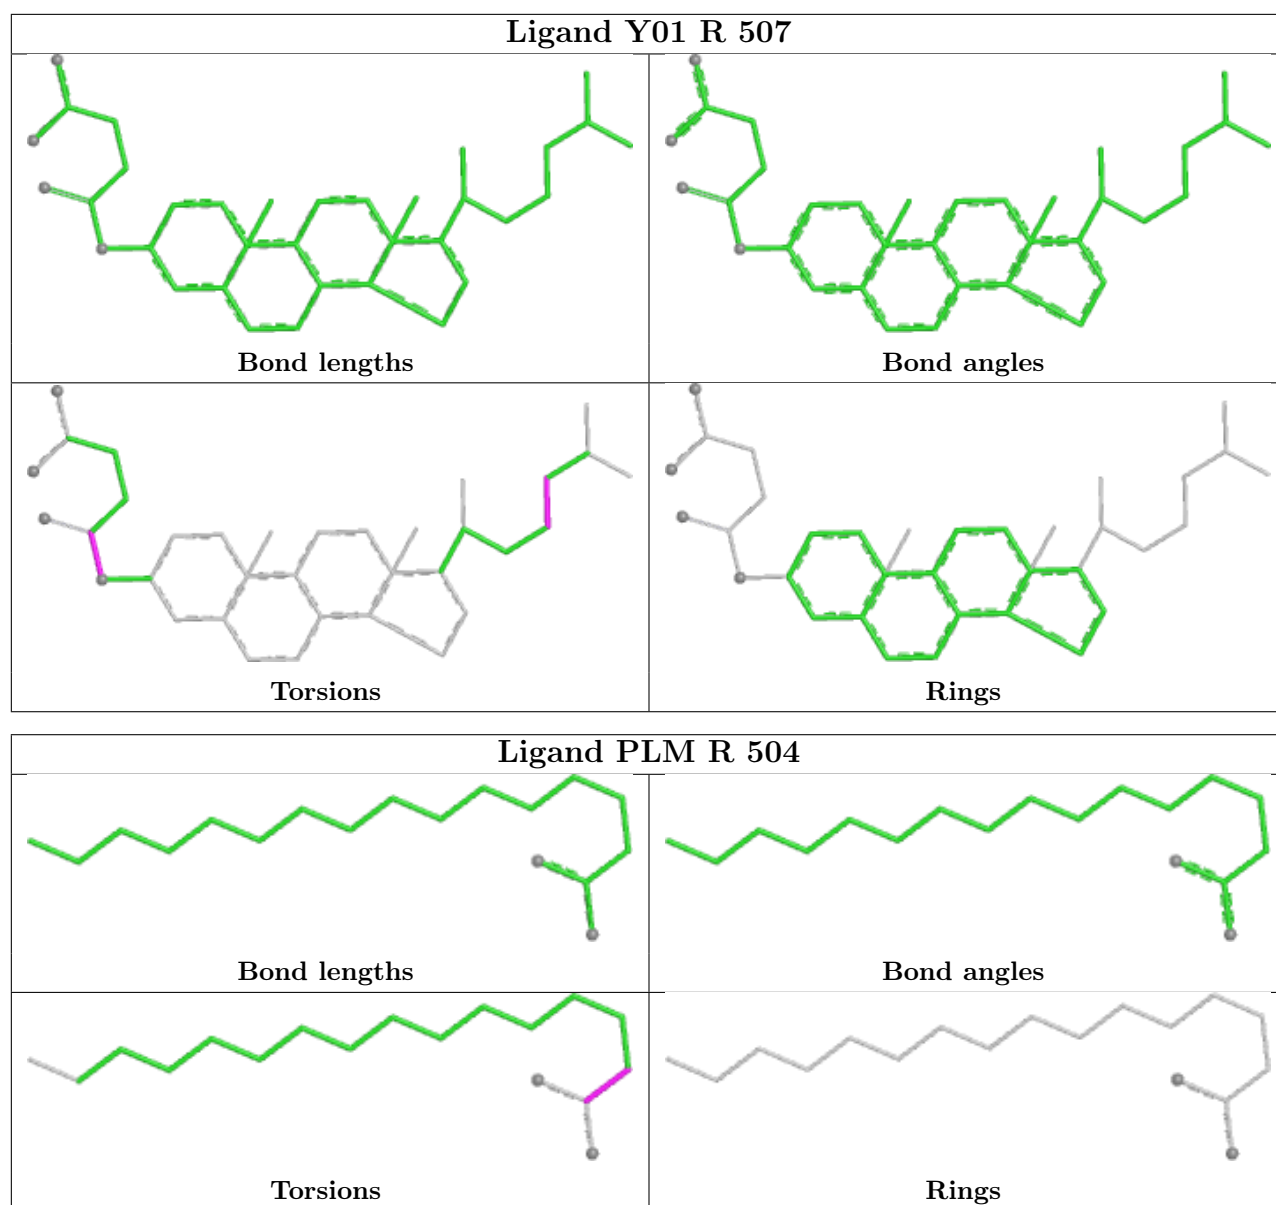 Ligand Y01 R 507
Bond lengths
Bond angles
Torsions
Rings
Ligand PLM R 504
Bond lengths
Bond angles
Torsions
Rings